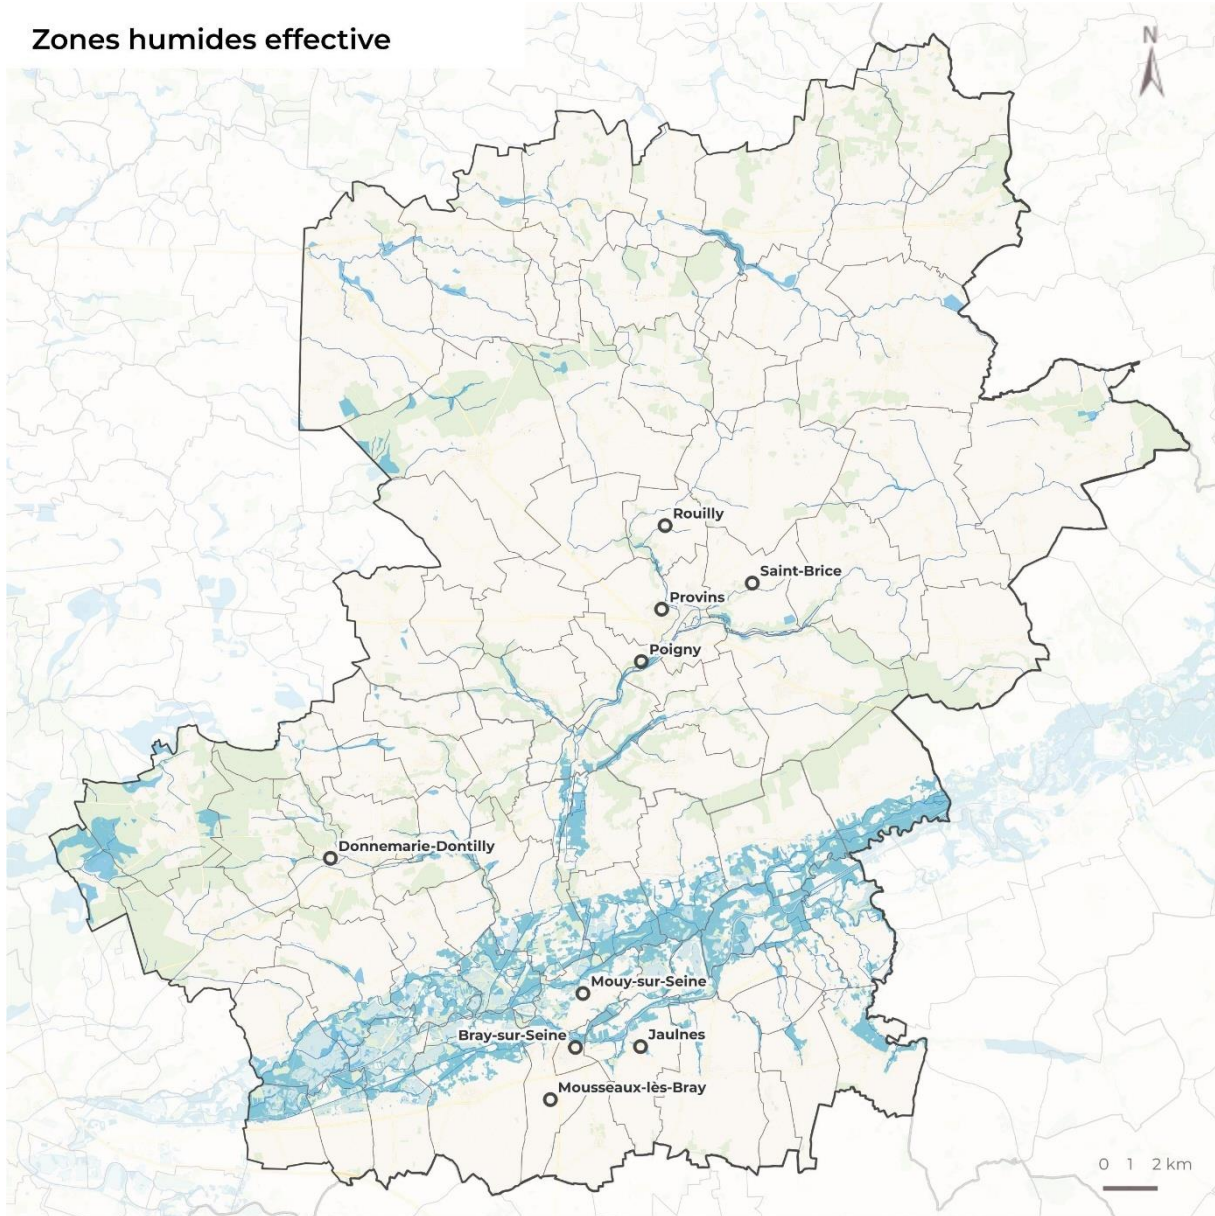 Zones humides effective
N
Rouilly
Saint-Brice
Provins
Poigny
Donnemarie-Dontilly
Mouy-sur-Seine
Bray-sur-Seine
Jaulnes
Mousseaux-lès-Bray
0 1 2 km